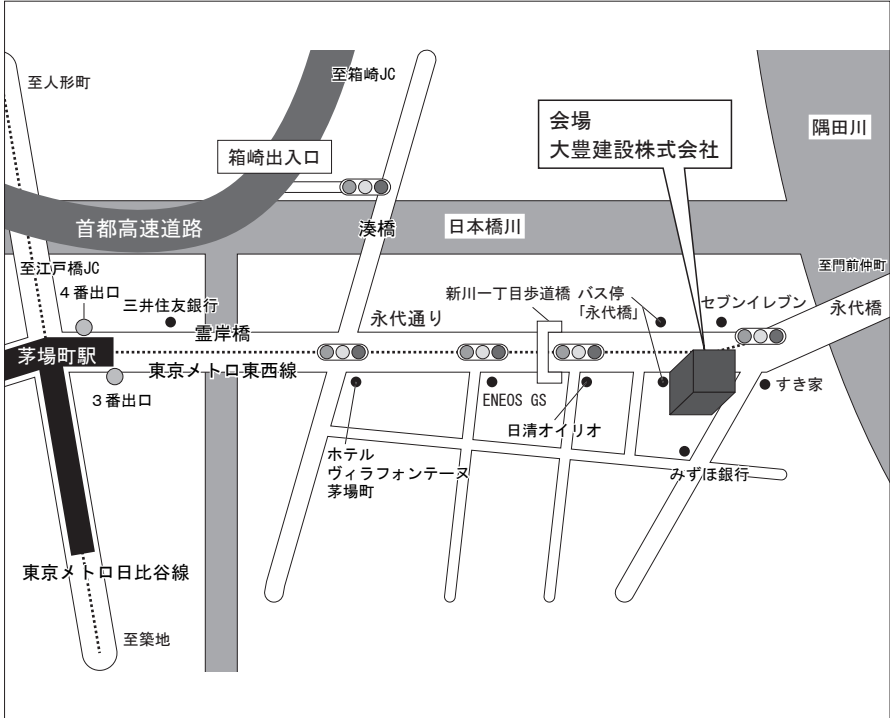 至人形町
至箱崎JC
会場
大豊建設株式会社
隅田川
箱崎出入口
首都高速道路
湊橋
日本橋川
至江戸橋JC
至門前仲町
4番出口
三井住友銀行
新川一丁目歩道橋
バス停
「永代橋」
セブンイレブン
永代橋
霊岸橋
永代通り
茅場町駅
東京メトロ東西線
3番出口
ENEOS GS
すき家
日清オイリオ
ホテル
ヴィラフォンテーヌ
茅場町
みずほ銀行
東京メトロ日比谷線
至築地